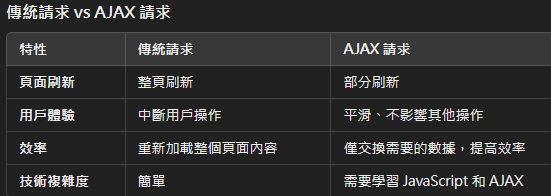 傳統請求 vs AJAX 請求
特性 傳統請求 AJAX 請求
頁面刷新 整頁刷新 部分刷新
用戶體驗 中斷用戶操作 平滑、不影響其他操作
效率 重新加載整個頁面內容 僅交換需要的數據，提高效率
技術複雜度 簡單 需要學習 JavaScript 和 AJAX